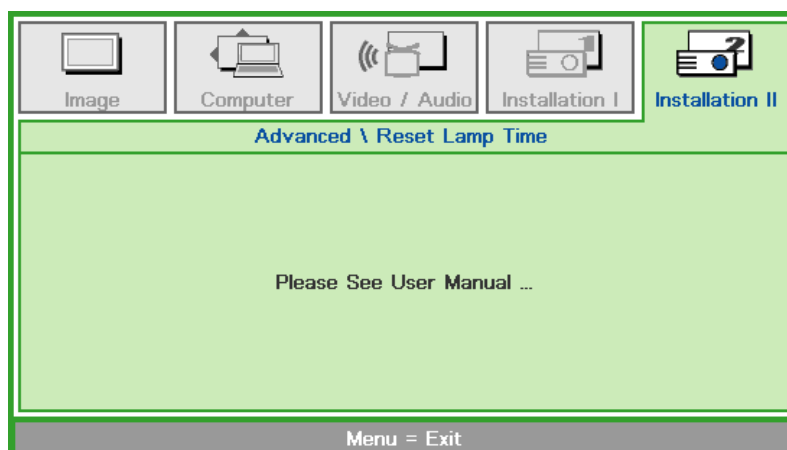 Image
Computer
Video / Audio
Installation I
Installation II
Advanced \ Reset Lamp Time
Please See User Manual ...
Menu = Exit